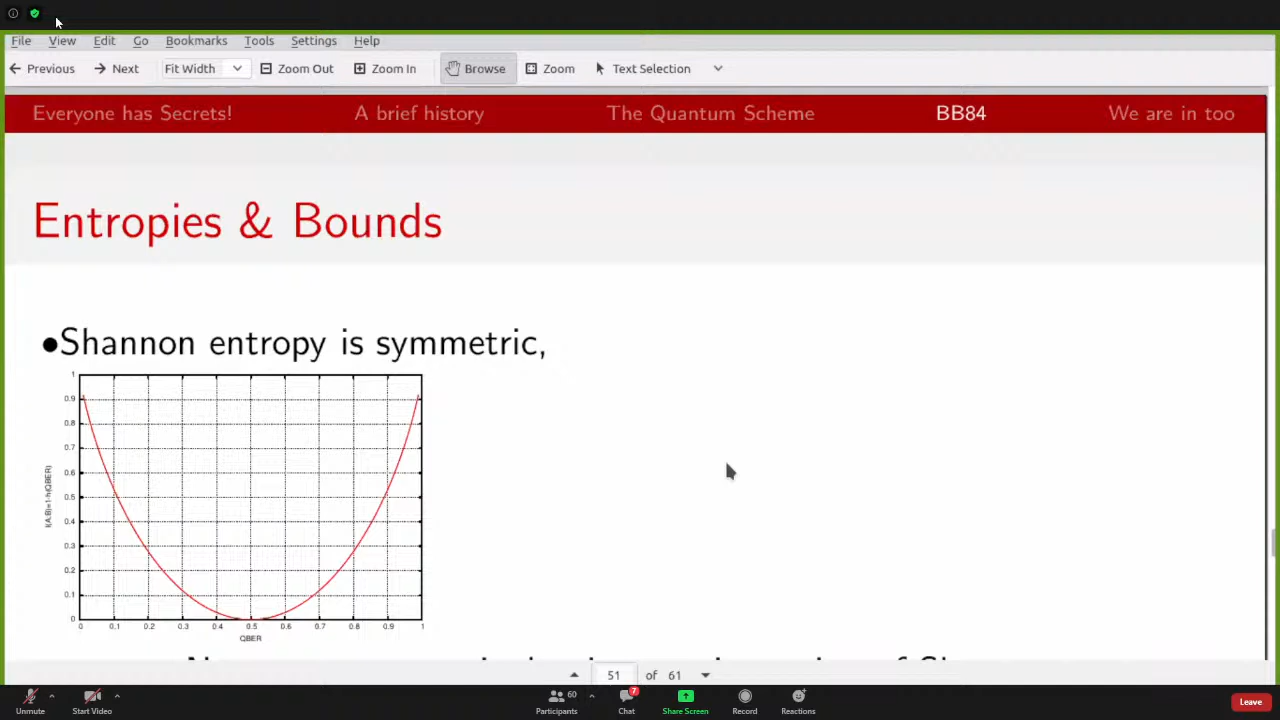 File View Edit Go Bookmarks Tools Settings Help
Previous Next Fit Width Zoom Out Zoom In Browse Zoom Text Selection
Everyone has Secrets! A brief history The Quantum Scheme BB84 We are in too
Entropies & Bounds
•Shannon entropy is symmetric,
1
0.9
0.8
0.7
0.6
0.5
0.4
0.3
0.2
0.1
0
I(A:B)=1-h(QBER)
0 0.1 0.2 0.3 0.4 0.5 0.6 0.7 0.8 0.9 1
QBER
51 of 61
60 7
Unmute Start Video Participants Chat Share Screen Record Reactions Leave